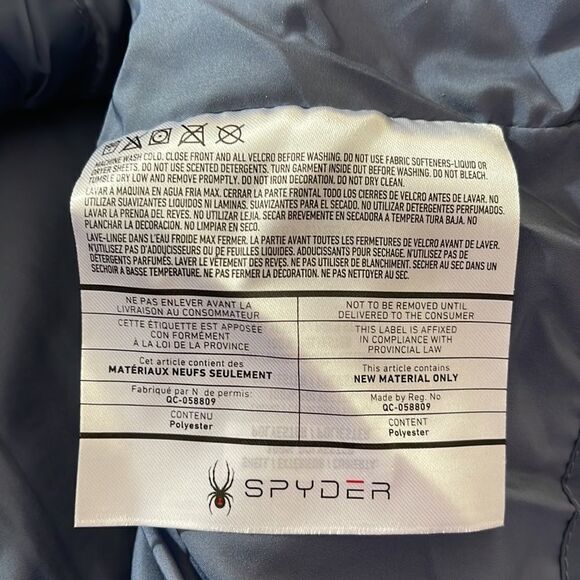 MACHINE WASH COLD. CLOSE FRONT AND ALL VELCRO BEFORE WASHING. DO NOT USE FABRIC SOFTENERS-LIQUID OR
DRYER SHEETS. DO NOT USE SCENTED DETERGENTS. TURN GARMENT INSIDE OUT BEFORE WASHING. DO NOT BLEACH.
TUMBLE DRY LOW AND REMOVE PROMPTLY. DO NOT IRON DECORATION. DO NOT DRY CLEAN.
LAVAR A MAQUINA EN AGUA FRIA MAX. CERRAR LA PARTE FRONTAL TODO LOS CIERRES DE VELCRO ANTES DE LAVAR. NO
UTILIZAR SUAVIZANTES LIQUIDOS NI LAMINAS. SUAVIZANTES PARA EL SECADO. NO UTILIZAR DETERGENTES PERFUMADOS.
LAVAR LA PRENDA DEL REVES. NO UTILIZAR LEJIA. SECAR BREVEMENTE EN SECADORA A TEMPERA TURA BAJA. NO
PLANCHAR LA DECORACION. NO LIMPIAR EN SECO.
LAVE-LINGE DANS L'EAU FROIDE MAX FERMER. LA PARTIE AVANT TOUTES LES FERMETURES DE VELCRO AVANT DE LAVER.
N'UTILISEZ PAS D'ADOUCISSEURS OU DE FEUILLES LIQUIDES. ADOUCISSANTS POUR SECHAGE. N'UTILISEZ PAS DE
DETERGENTS PARFUMÉS. LAVER LE VÊTEMENT DES REVES. NE PAS UTILISER DE BLANCHIMENT. SECHER AU SEC DANS UN
SECHOIR A BASSE TEMPERATURE. NE PAS FERMER LA DÉCORATION. NE PAS NETTOYER AU SEC.
NE PAS ENLEVER AVANT LA
LIVRAISON AU CONSOMMATEUR
NOT TO BE REMOVED UNTIL
DELIVERED TO THE CONSUMER
CETTE ÉTIQUETTE EST APPOSÉE
CON FORMÉMENT
À LA LOI DE LA PROVINCE
THIS LABEL IS AFFIXED
IN COMPLIANCE WITH
PROVINCIAL LAW
Cet article contient des
MATÉRIAUX NEUFS SEULEMENT
This article contains
NEW MATERIAL ONLY
Fabriqué par N. de permis:
QC-058809
Made by Reg. No
QC-058809
CONTENU
Polyester
CONTENT
Polyester
SPYDER